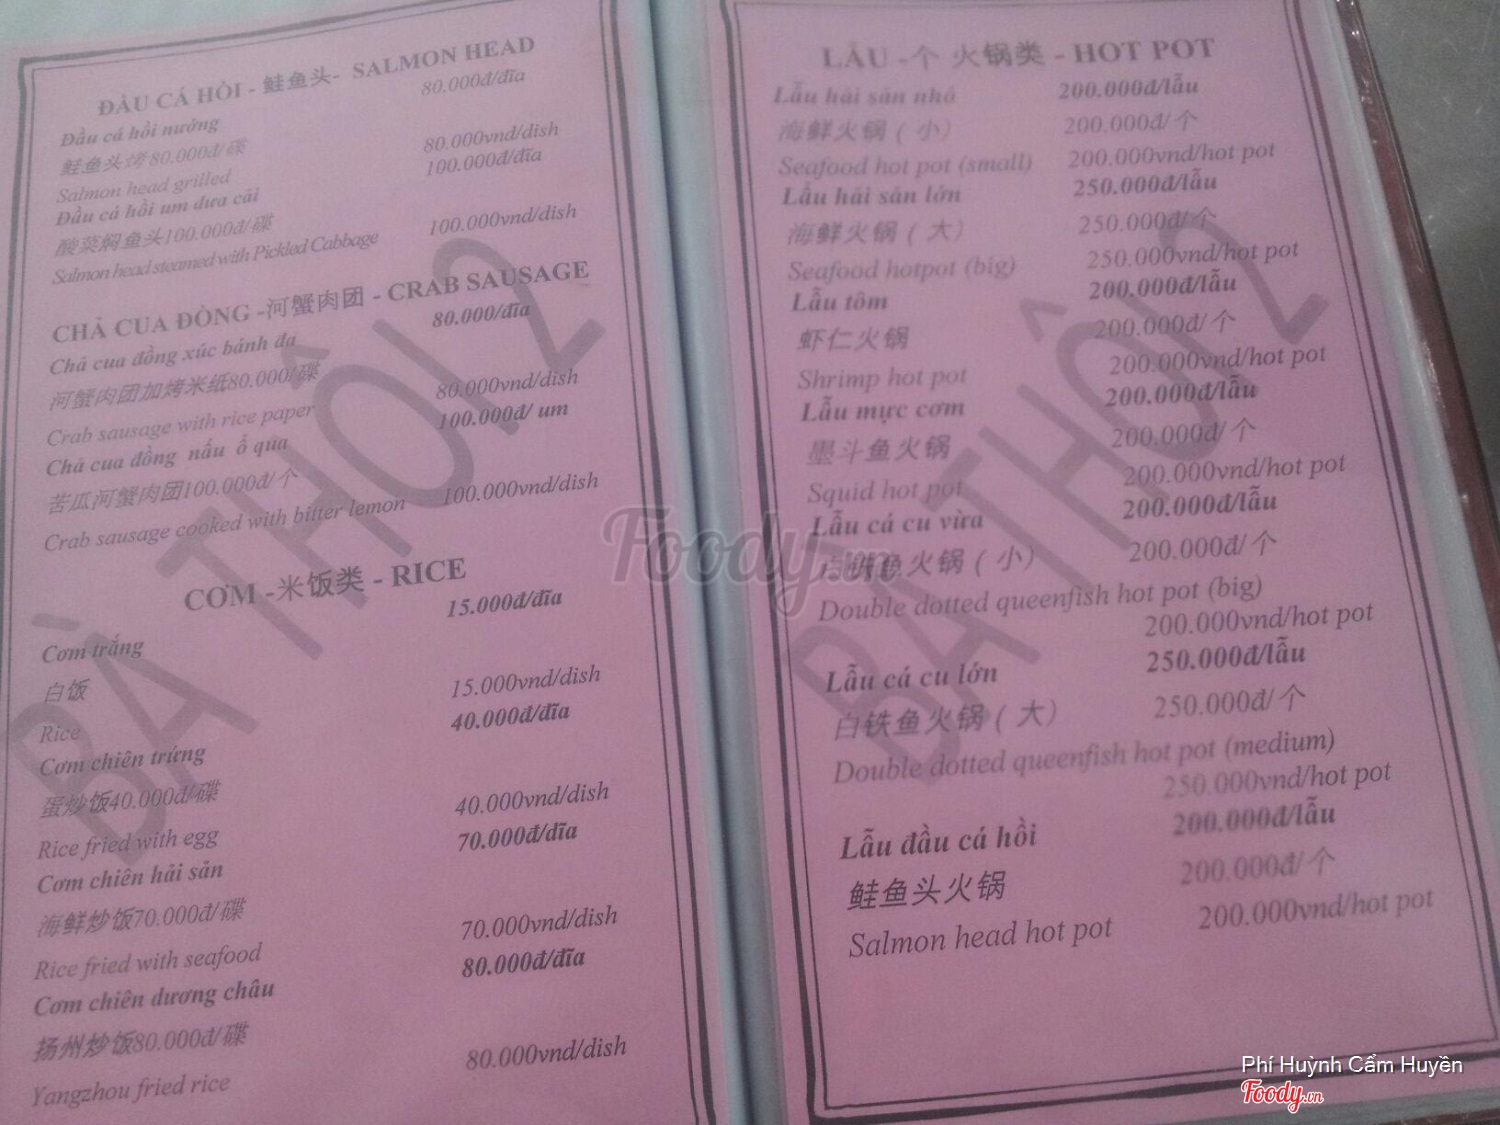 ĐẦU CÁ HỒI - 鲑鱼头- SALMON HEAD
Đầu cá hồi nướng 80.000đ/đĩa
鲑鱼头烤80.000đ/碟
Salmon head grilled 80.000vnd/dish
Đầu cá hồi um dưa cải 100.000đ/đĩa
酸菜焖鱼头100.000đ/碟
Salmon head steamed with Pickled Cabbage 100.000vnd/dish
CHẢ CUA ĐỒNG -河蟹肉团 - CRAB SAUSAGE
Chả cua đồng xúc bánh đa 80.000/đĩa
河蟹肉团加烤米纸80.000/碟
Crab sausage with rice paper 80.000vnd/dish
Chả cua đồng nấu ổ qua 100.000đ/ um
苦瓜河蟹肉团100.000đ/个
Crab sausage cooked with bitter lemon 100.000vnd/dish
CƠM -米饭类 - RICE
Cơm trắng 15.000đ/đĩa
白饭
Rice 15.000vnd/dish
Cơm chiên trứng 40.000đ/đĩa
蛋炒饭40.000đ/碟
Rice fried with egg 40.000vnd/dish
Cơm chiên hải sản 70.000đ/đĩa
海鲜炒饭70.000đ/碟
Rice fried with seafood 70.000vnd/dish
Cơm chiên dương châu 80.000đ/đĩa
扬州炒饭80.000đ/碟
Yangzhou fried rice 80.000vnd/dish
BÀ THÔI 2
LẨU -个 火锅类 - HOT POT
Lẩu hải sản nhỏ 200.000đ/lẩu
海鲜火锅 ( 小 ) 200.000đ/ 个
Seafood hot pot (small) 200.000vnd/hot pot
Lẩu hải sản lớn 250.000đ/lẩu
海鲜火锅 ( 大 ) 250.000đ/ 个
Seafood hotpot (big) 250.000vnd/hot pot
Lẩu tôm 200.000đ/lẩu
虾仁火锅 200.000đ/ 个
Shrimp hot pot 200.000vnd/hot pot
Lẩu mực cơm 200.000đ/lẩu
墨斗鱼火锅 200.000đ/ 个
Squid hot pot 200.000vnd/hot pot
Lẩu cá cu vừa 200.000đ/lẩu
白铁鱼火锅 ( 小 ) 200.000đ/ 个
Double dotted queenfish hot pot (big)
200.000vnd/hot pot
Lẩu cá cu lớn 250.000đ/lẩu
白铁鱼火锅 ( 大 ) 250.000đ/ 个
Double dotted queenfish hot pot (medium)
250.000vnd/hot pot
Lẩu đầu cá hồi 200.000đ/lẩu
鲑鱼头火锅 200.000đ/ 个
Salmon head hot pot 200.000vnd/hot pot
BÀ THÔI 2
Foody.vn
Phí Huỳnh Cẩm Huyền
Foody.vn